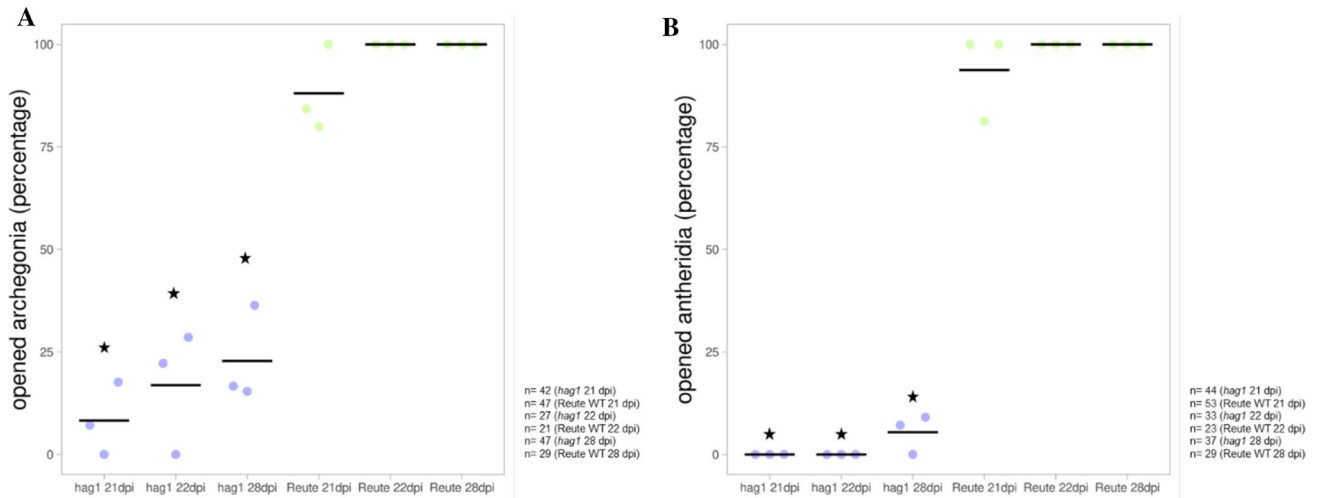 A
opened archegonia (percentage)
100
75
50
25
0
hag1 21dpi hag1 22dpi hag1 28dpi Reute 21dpi Reute 22dpi Reute 28dpi
n= 42 (hag1 21 dpi)
n= 47 (Reute WT 21 dpi)
n= 27 (hag1 22 dpi)
n= 21 (Reute WT 22 dpi)
n= 47 (hag1 28 dpi)
n= 29 (Reute WT 28 dpi)
B
opened antheridia (percentage)
100
75
50
25
0
hag1 21dpi hag1 22dpi hag1 28dpi Reute 21dpi Reute 22dpi Reute 28dpi
n= 44 (hag1 21 dpi)
n= 53 (Reute WT 21 dpi)
n= 33 (hag1 22 dpi)
n= 23 (Reute WT 22 dpi)
n= 37 (hag1 28 dpi)
n= 29 (Reute WT 28 dpi)